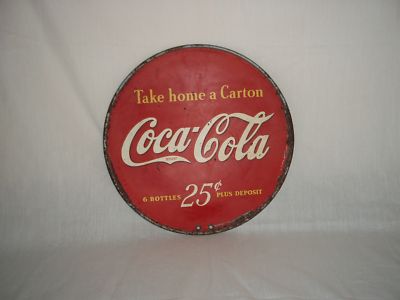 Take home a Carton
Coca-Cola
6 BOTTLES 25¢ PLUS DEPOSIT